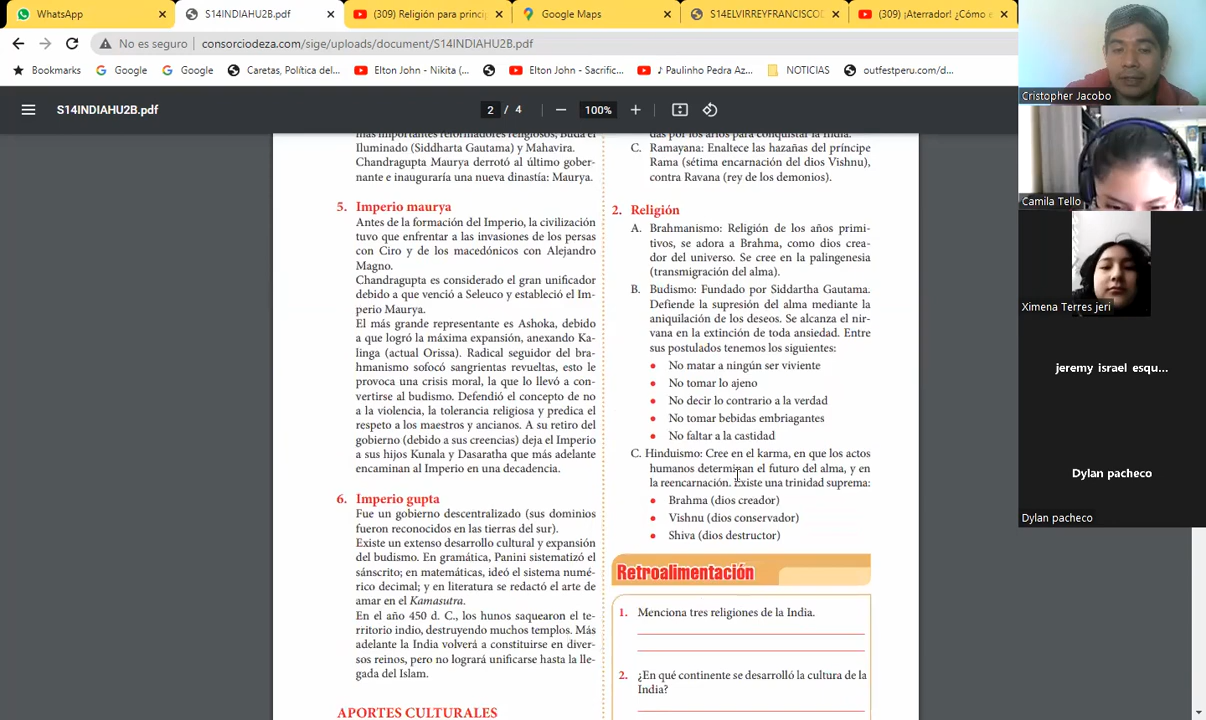 WhatsApp
S14INDIAHU2B.pdf
(309) Religión para princip
Google Maps
S14ELVIRREYFRANCISCO
(309) ¡Aterrador! ¿Cómo
No es seguro
consorciodeza.com/sige/uploads/document/S14INDIAHU2B.pdf
Bookmarks
Google
Google
Caretas, Política del...
Elton John - Nikita (...
Elton John - Sacrific...
♪ Paulinho Pedra Az...
NOTICIAS
outfestperu.com/d...
S14INDIAHU2B.pdf
2 / 4
100%
más importantes reformadores religiosos, Buda el
Iluminado (Siddharta Gautama) y Mahavira.
Chandragupta Maurya derrotó al último gober-
nante e inauguraría una nueva dinastía: Maurya.
5. Imperio maurya
Antes de la formación del Imperio, la civilización
tuvo que enfrentar a las invasiones de los persas
con Ciro y de los macedónicos con Alejandro
Magno.
Chandragupta es considerado el gran unificador
debido a que venció a Seleuco y estableció el Im-
perio Maurya.
El más grande representante es Ashoka, debido
a que logró la máxima expansión, anexando Ka-
linga (actual Orissa). Radical seguidor del bra-
hmanismo sofocó sangrientas revueltas, esto le
provoca una crisis moral, la que lo llevó a con-
vertirse al budismo. Defendió el concepto de no
a la violencia, la tolerancia religiosa y predica el
respeto a los maestros y ancianos. A su retiro del
gobierno (debido a sus creencias) deja el Imperio
a sus hijos Kunala y Dasaratha que más adelante
encaminan al Imperio en una decadencia.
6. Imperio gupta
Fue un gobierno descentralizado (sus dominios
fueron reconocidos en las tierras del sur).
Existe un extenso desarrollo cultural y expansión
del budismo. En gramática, Panini sistematizó el
sánscrito; en matemáticas, ideó el sistema numé-
rico decimal; y en literatura se redactó el arte de
amar en el Kamasutra.
En el año 450 d. C., los hunos saquearon el te-
rritorio indio, destruyendo muchos templos. Más
adelante la India volverá a constituirse en diver-
sos reinos, pero no logrará unificarse hasta la lle-
gada del Islam.
APORTES CULTURALES
das por los arios para conquistar la India.
C. Ramayana: Enaltece las hazañas del príncipe
Rama (sétima encarnación del dios Vishnu),
contra Ravana (rey de los demonios).
2. Religión
A. Brahmanismo: Religión de los años primi-
tivos, se adora a Brahma, como dios crea-
dor del universo. Se cree en la palingenesia
(transmigración del alma).
B. Budismo: Fundado por Siddartha Gautama.
Defiende la supresión del alma mediante la
aniquilación de los deseos. Se alcanza el nir-
vana en la extinción de toda ansiedad. Entre
sus postulados tenemos los siguientes:
• No matar a ningún ser viviente
• No tomar lo ajeno
• No decir lo contrario a la verdad
• No tomar bebidas embriagantes
• No faltar a la castidad
C. Hinduismo: Cree en el karma, en que los actos
humanos determinan el futuro del alma, y en
la reencarnación. Existe una trinidad suprema:
• Brahma (dios creador)
• Vishnu (dios conservador)
• Shiva (dios destructor)
Retroalimentación
1. Menciona tres religiones de la India.
2. ¿En qué continente se desarrolló la cultura de la
India?
Cristopher Jacobo
Camila Tello
Ximena Terres jeri
jeremy israel esqu...
Dylan pacheco
Dylan pacheco